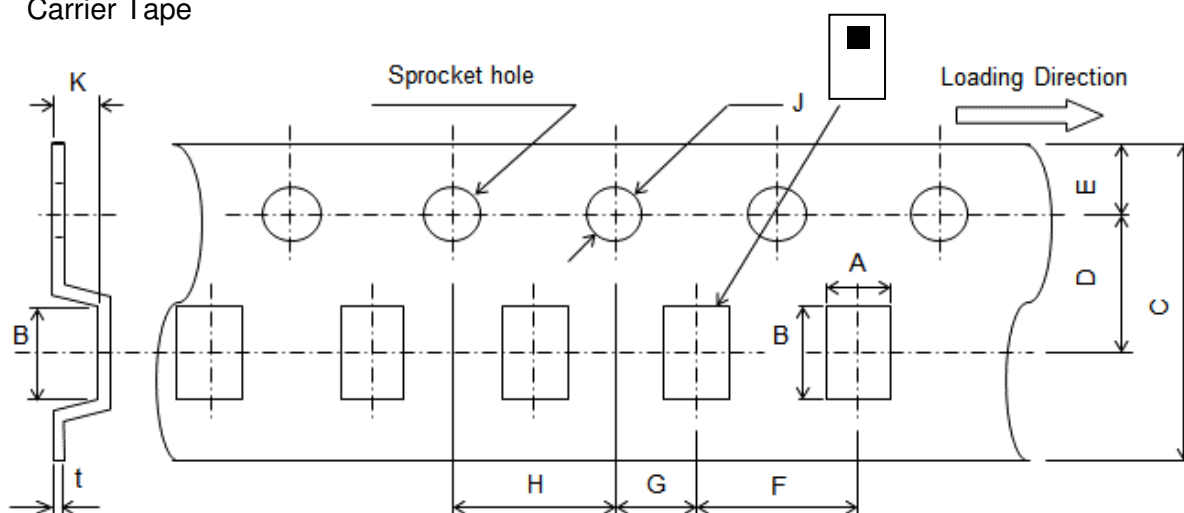 Carrier Tape
K
Sprocket hole
J
Loading Direction
E
A
D
C
B
B
t
H
G
F